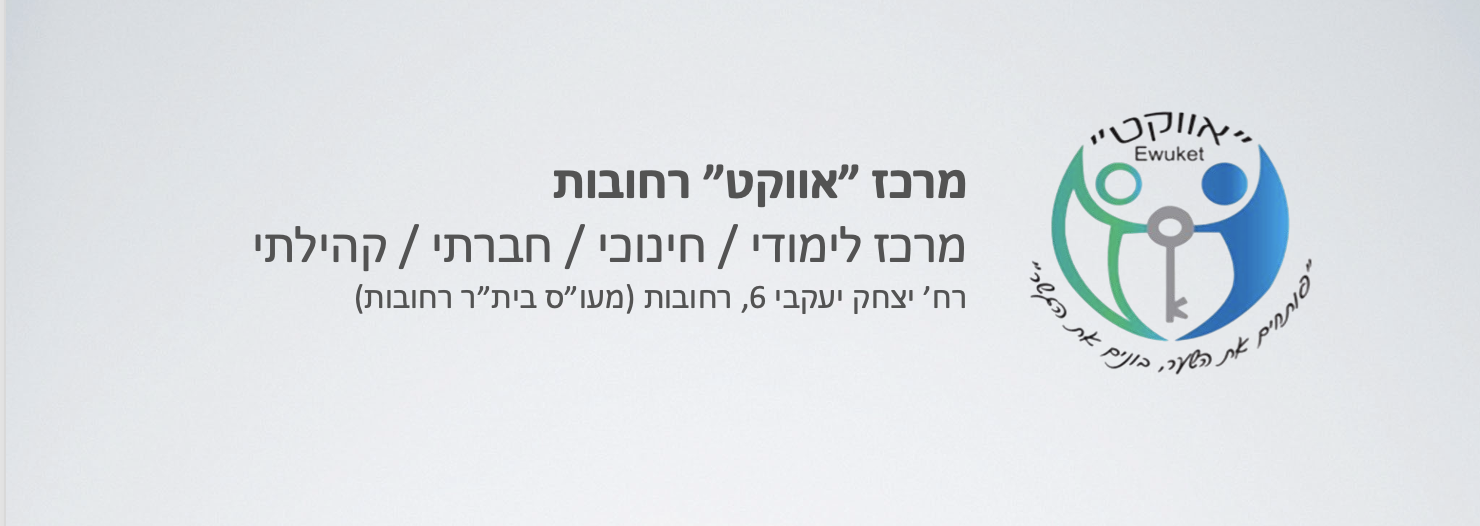 מרכז ״אווקט״ רחובות
מרכז לימודי / חינוכי / חברתי / קהילתי
רח׳ יצחק יעקבי 6, רחובות (מעו״ס בית״ר רחובות)
״אווקט״
Ewuket
״פותחים את השער, בונים את הקשר״